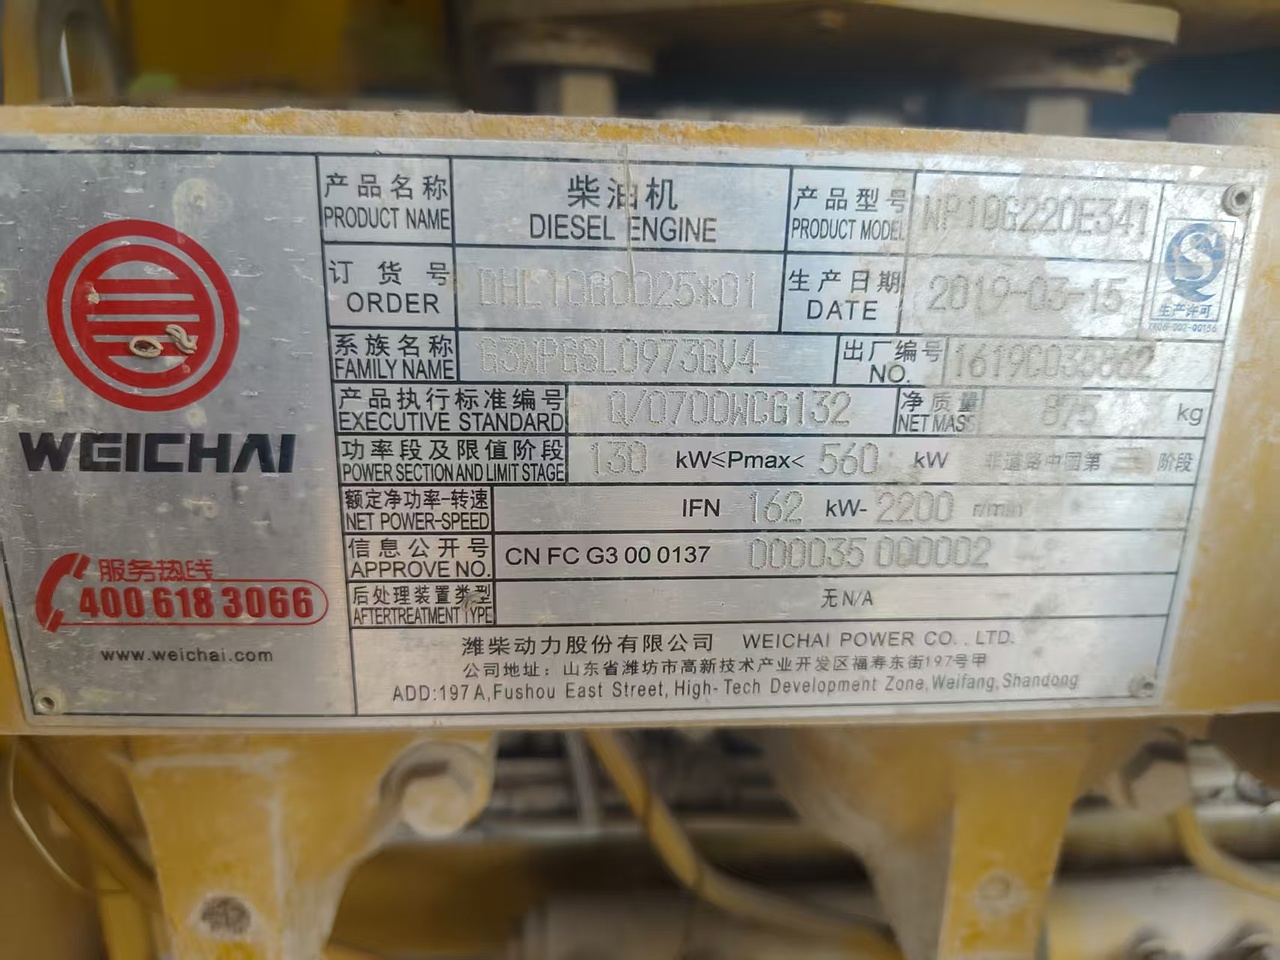 产品名称 柴油机 产品型号 WP10G220E341
PRODUCT NAME DIESEL ENGINE PRODUCT MODEL
订货号 DHL10G0025*01 生产日期 2019-03-15
ORDER DATE
生产许可
系族名称 G3WPGSL0973GV4 出厂编号
FAMILY NAME NO.
产品执行标准编号 Q/0700WCG132 净质量 875 kg
EXECUTIVE STANDARD NET MASS
WEICHAI
功率段及限值阶段 130 kW≤Pmax< 560 kW 非道路中国第三阶段
POWER SECTION AND LIMIT STAGE
额定净功率-转速 IFN 162 kW- 2200 r/min
NET POWER-SPEED
信息公开号 CN FC G3 00 0137 000035 000002
APPROVE NO.
服务热线
400 618 3066
后处理装置类型 无N/A
AFTERTREATMENT TYPE
www.weichai.com
潍柴动力股份有限公司 WEICHAI POWER CO., LTD.
公司地址: 山东省潍坊市高新技术产业开发区福寿东街197号甲
ADD:197A,Fushou East Street, High-Tech Development Zone, Weifang, Shandong